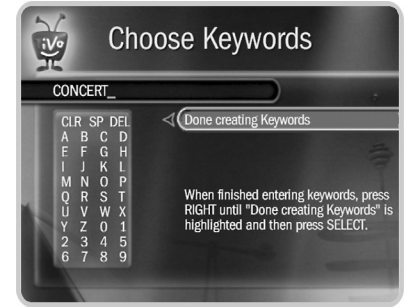 TiVo
Choose Keywords
CONCERT_
Done creating Keywords
CLR SP DEL
A B C D
E F G H
I J K L
M N O P
Q R S T
U V W X
Y Z 0 1
2 3 4 5
6 7 8 9
When finished entering keywords, press
RIGHT until "Done creating Keywords" is
highlighted and then press SELECT.